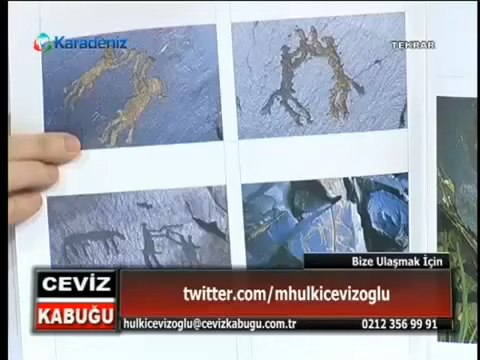 Karadeniz
TEKRAR
Bize Ulaşmak İçin
CEVİZ
KABUĞU
twitter.com/mhulkicevizoglu
hulkicevizoglu@cevizkabugu.com.tr
0212 356 99 91